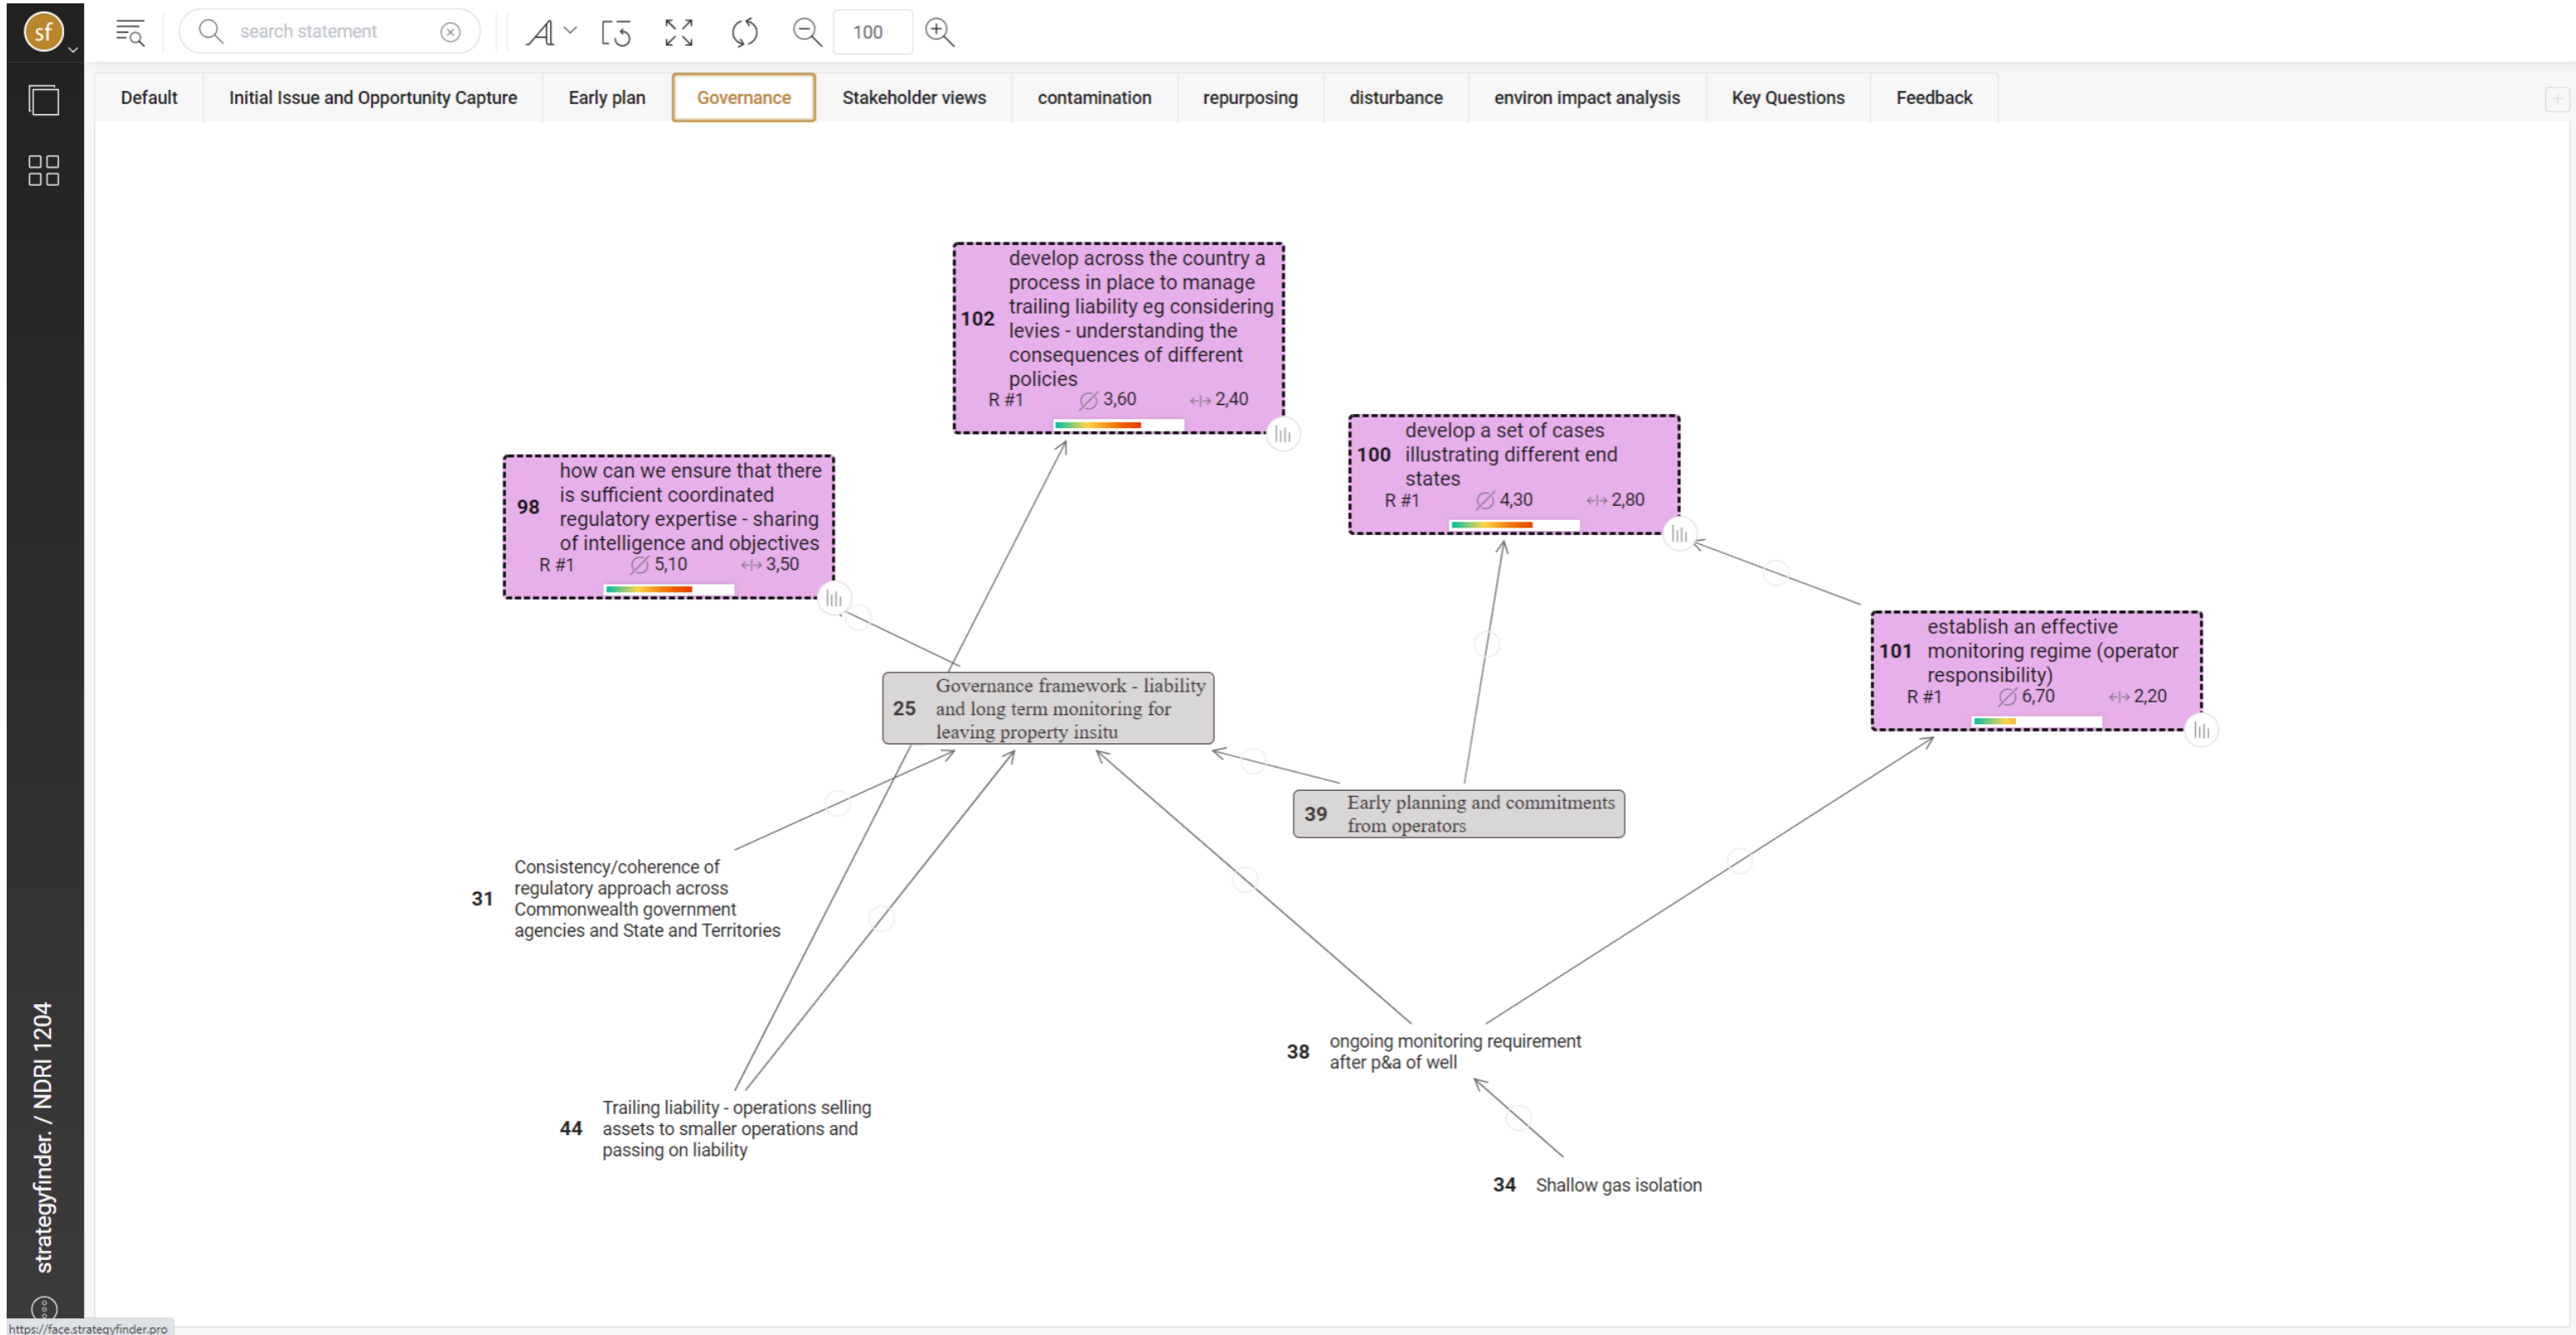 sf
search statement
100
Default
Initial Issue and Opportunity Capture
Early plan
Governance
Stakeholder views
contamination
repurposing
disturbance
environ impact analysis
Key Questions
Feedback
102
develop across the country a
process in place to manage
trailing liability eg considering
levies - understanding the
consequences of different
policies
R #1 ∅ 3,60 ↔ 2,40
100
develop a set of cases
illustrating different end
states
R #1 ∅ 4,30 ↔ 2,80
98
how can we ensure that there
is sufficient coordinated
regulatory expertise - sharing
of intelligence and objectives
R #1 ∅ 5,10 ↔ 3,50
101
establish an effective
monitoring regime (operator
responsibility)
R #1 ∅ 6,70 ↔ 2,20
25
Governance framework - liability
and long term monitoring for
leaving property insitu
39
Early planning and commitments
from operators
31
Consistency/coherence of
regulatory approach across
Commonwealth government
agencies and State and Territories
38
ongoing monitoring requirement
after p&a of well
44
Trailing liability - operations selling
assets to smaller operations and
passing on liability
34
Shallow gas isolation
strategyfinder. / NDRI 1204
https://face.strategyfinder.pro